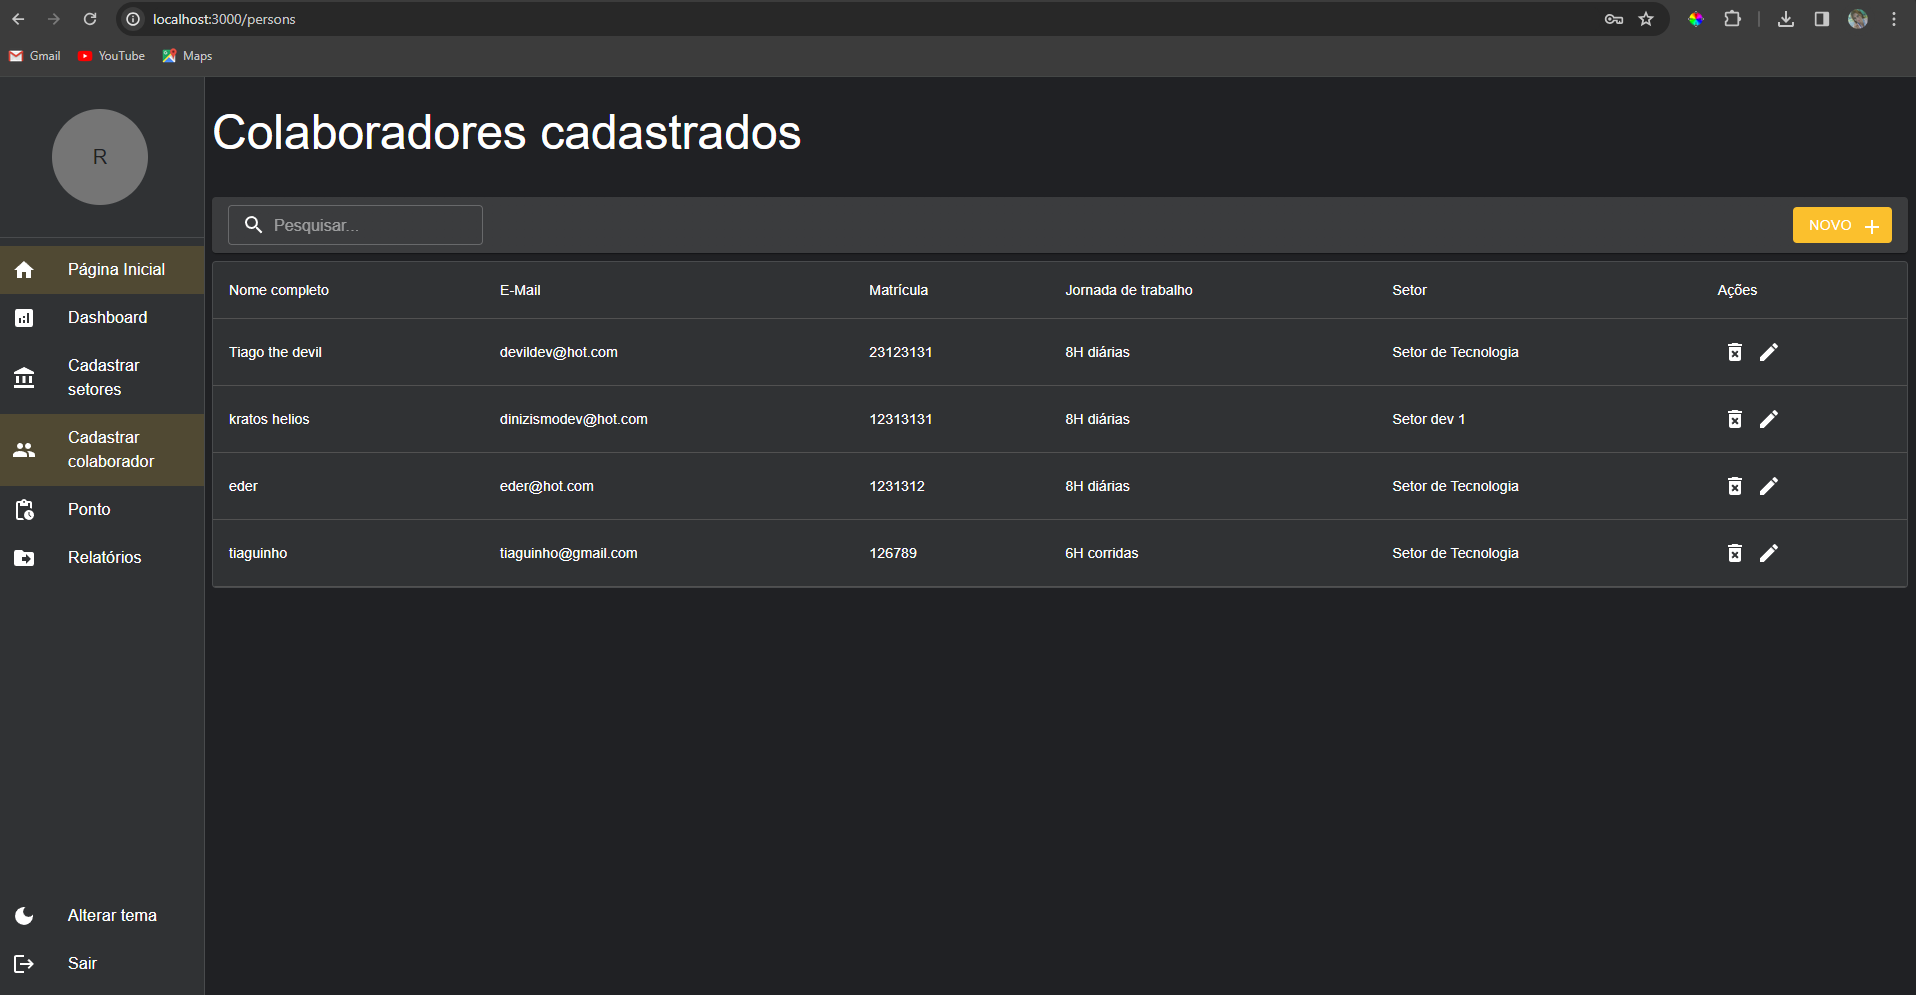 localhost:3000/persons
Gmail YouTube Maps
R
Página Inicial
Dashboard
Cadastrar
setores
Cadastrar
colaborador
Ponto
Relatórios
Alterar tema
Sair
Colaboradores cadastrados
Pesquisar...
NOVO
Nome completo E-Mail Matrícula Jornada de trabalho Setor Ações
Tiago the devil devildev@hot.com 23123131 8H diárias Setor de Tecnologia
kratos helios dinizismodev@hot.com 12313131 8H diárias Setor dev 1
eder eder@hot.com 1231312 8H diárias Setor de Tecnologia
tiaguinho tiaguinho@gmail.com 126789 6H corridas Setor de Tecnologia